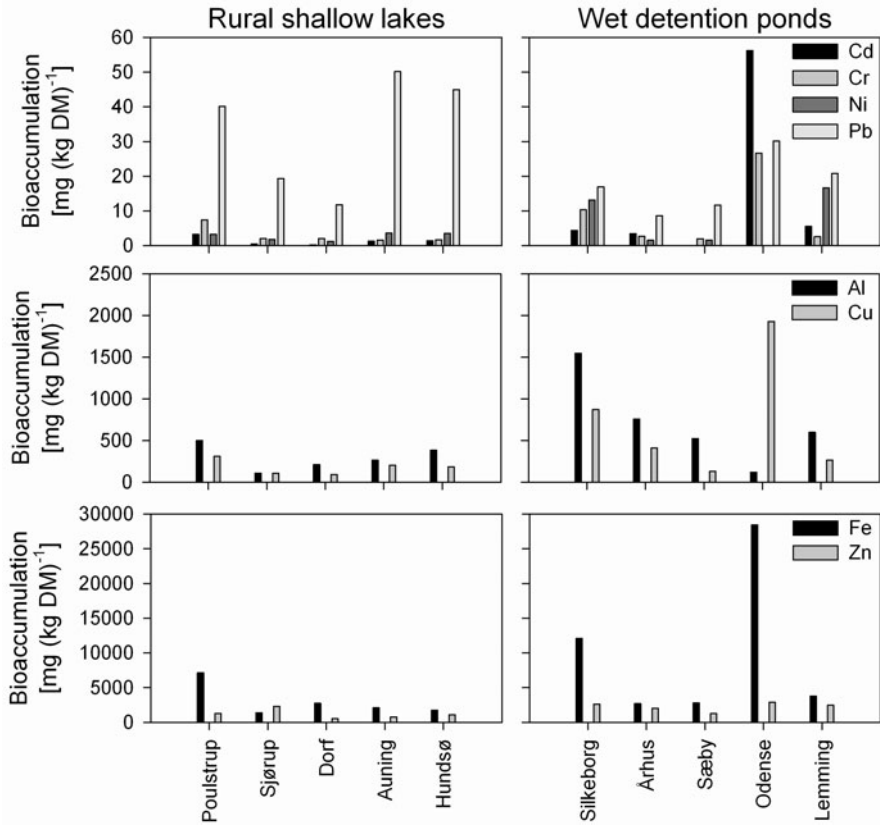 Rural shallow lakes
Wet detention ponds
Bioaccumulation
[mg (kg DM)⁻¹]
60
50
40
30
20
10
0
Cd
Cr
Ni
Pb
Bioaccumulation
[mg (kg DM)⁻¹]
2500
2000
1500
1000
500
0
Al
Cu
Bioaccumulation
[mg (kg DM)⁻¹]
30000
25000
20000
15000
10000
5000
0
Fe
Zn
Poulstrup
Sjørup
Dorf
Auning
Hundsø
Silkeborg
Århus
Sæby
Odense
Lemming